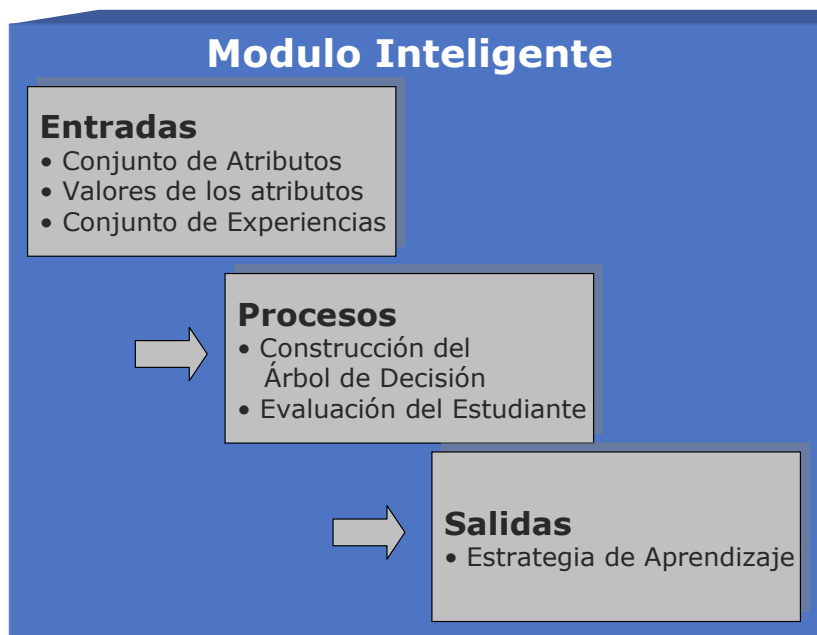 Modulo Inteligente
Entradas
• Conjunto de Atributos
• Valores de los atributos
• Conjunto de Experiencias
Procesos
• Construcción del
Árbol de Decisión
• Evaluación del Estudiante
Salidas
• Estrategia de Aprendizaje